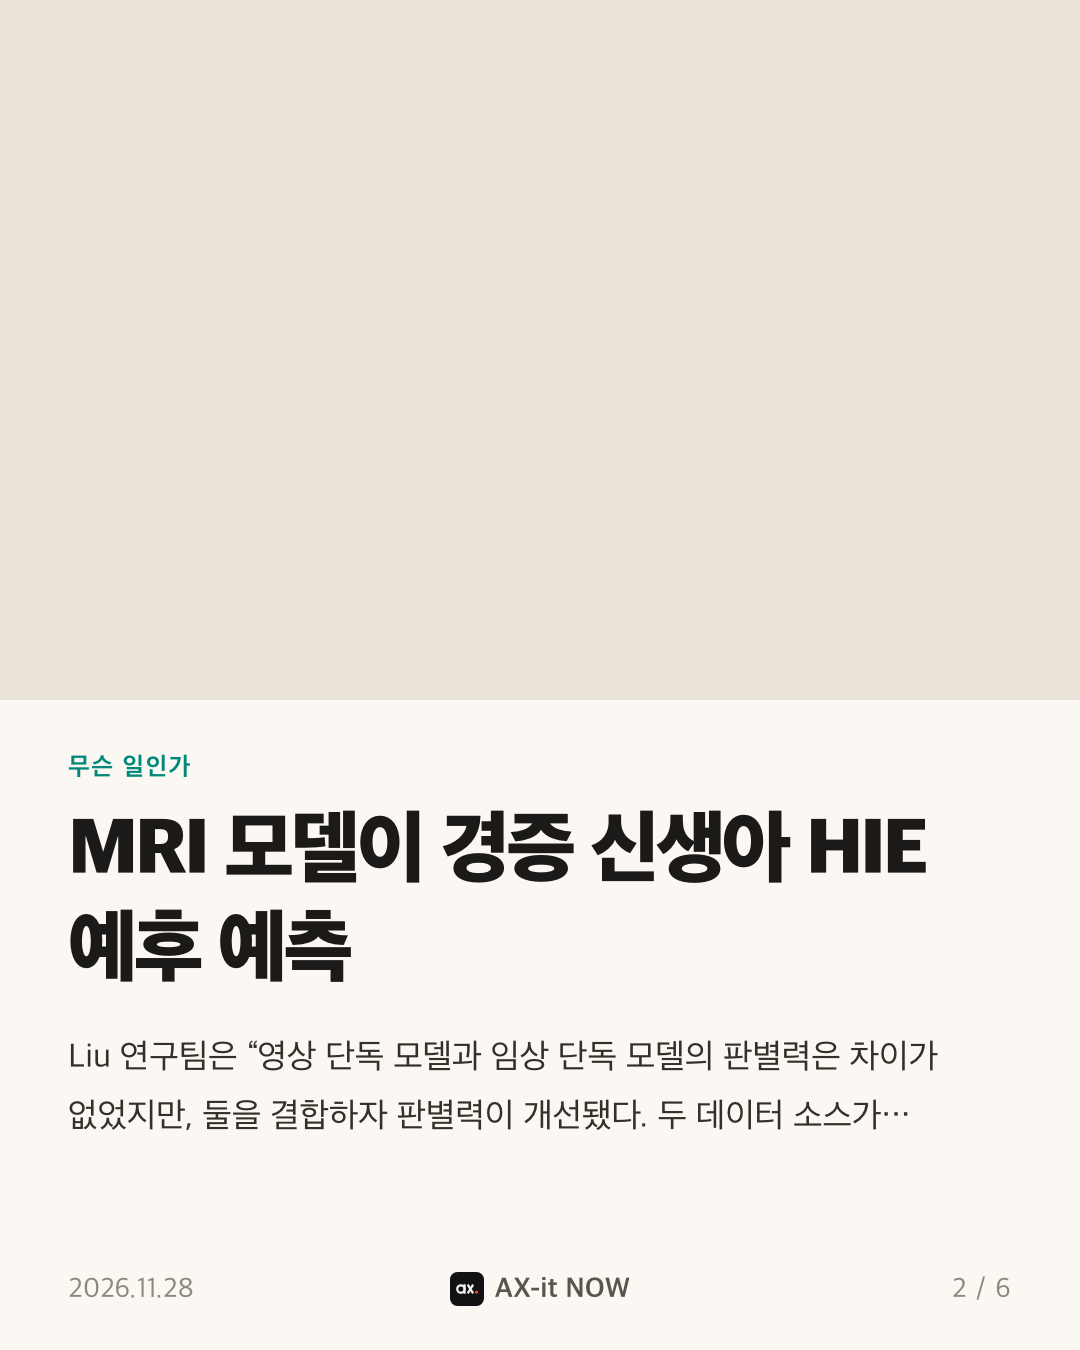 무슨 일인가
MRI 모델이 경증 신생아 HIE
예후 예측
Liu 연구팀은 “영상 단독 모델과 임상 단독 모델의 판별력은 차이가
없었지만, 둘을 결합하자 판별력이 개선됐다. 두 데이터 소스가…
2026.11.28
ax. AX-it NOW
2 / 6